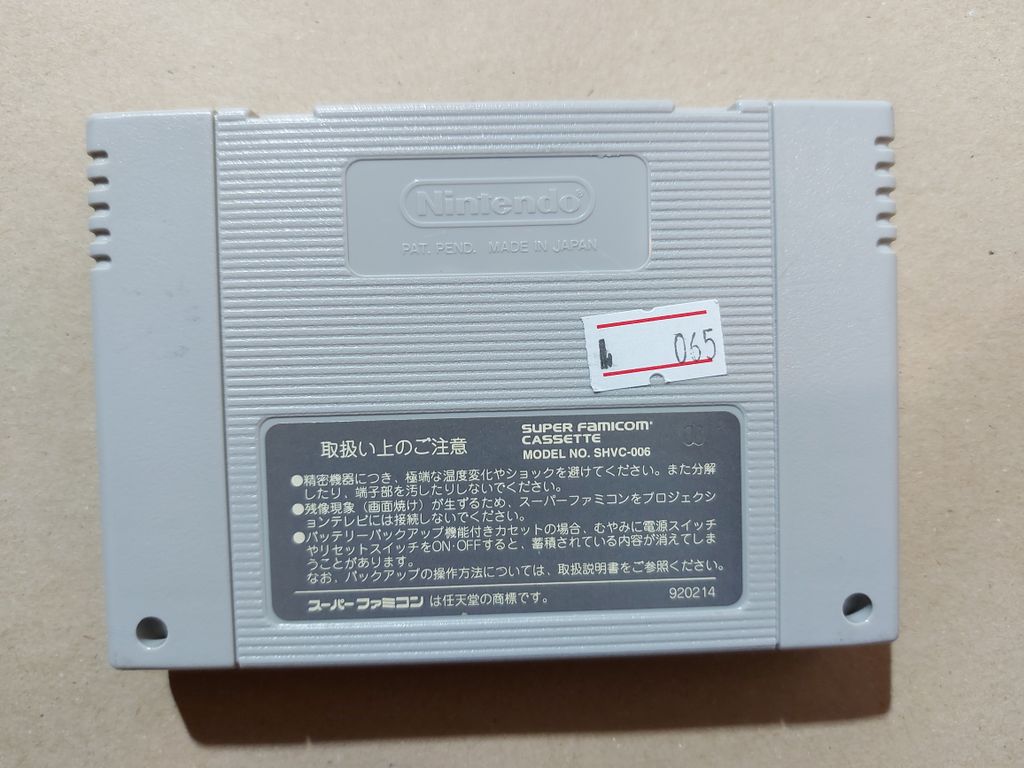 Nintendo®
PAT. PEND. MADE IN JAPAN
065
取扱い上のご注意
SUPER FAMICOM
CASSETTE
MODEL NO. SHVC-006
●精密機器につき、極端な温度変化やショックを避けてください。また分解
したり、端子部を汚したりしないでください。
●残像現象（画面焼け）が生ずるため、スーパーファミコンをプロジェクシ
ョンテレビには接続しないでください。
●バッテリーバックアップ機能付きカセットの場合、むやみに電源スイッチ
やリセットスイッチをON·OFFすると、蓄積されている内容が消えてしま
うことがあります。
なお、バックアップの操作方法については、取扱説明書をご参照ください。
スーパーファミコン は任天堂の商標です。
920214